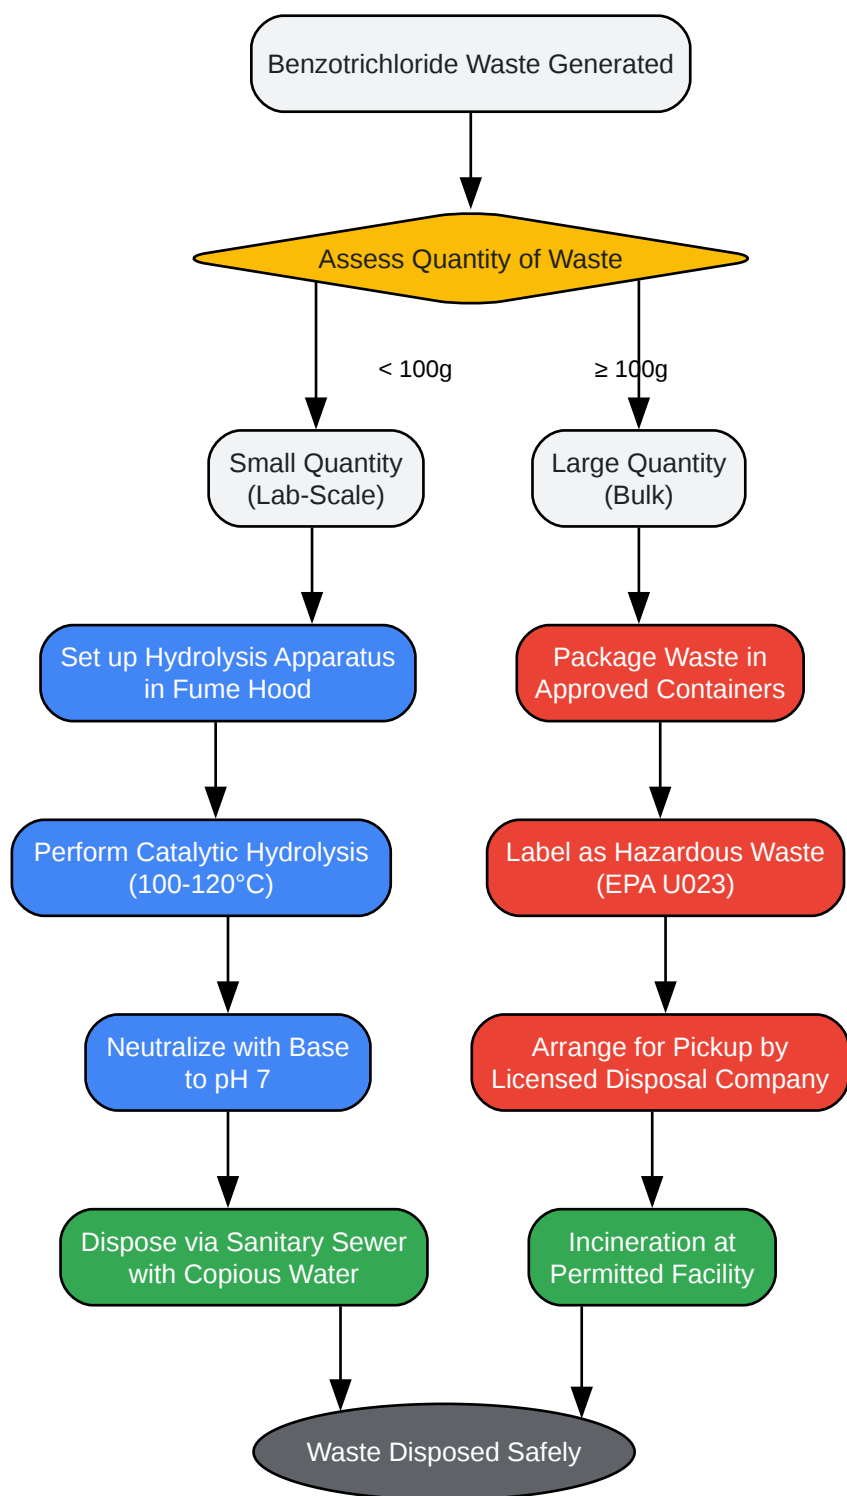 Benzotrichloride Waste Generated
Assess Quantity of Waste
< 100g
≥ 100g
Small Quantity
(Lab-Scale)
Large Quantity
(Bulk)
Set up Hydrolysis Apparatus
in Fume Hood
Package Waste in
Approved Containers
Perform Catalytic Hydrolysis
(100-120°C)
Label as Hazardous Waste
(EPA U023)
Neutralize with Base
to pH 7
Arrange for Pickup by
Licensed Disposal Company
Dispose via Sanitary Sewer
with Copious Water
Incineration at
Permitted Facility
Waste Disposed Safely